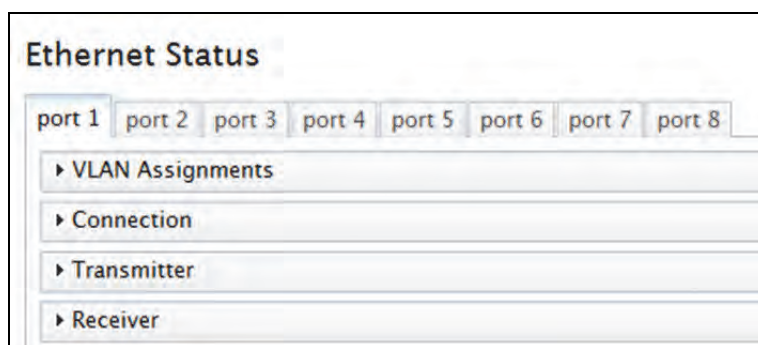 Ethernet Status
port 1 port 2 port 3 port 4 port 5 port 6 port 7 port 8
VLAN Assignments
Connection
Transmitter
Receiver